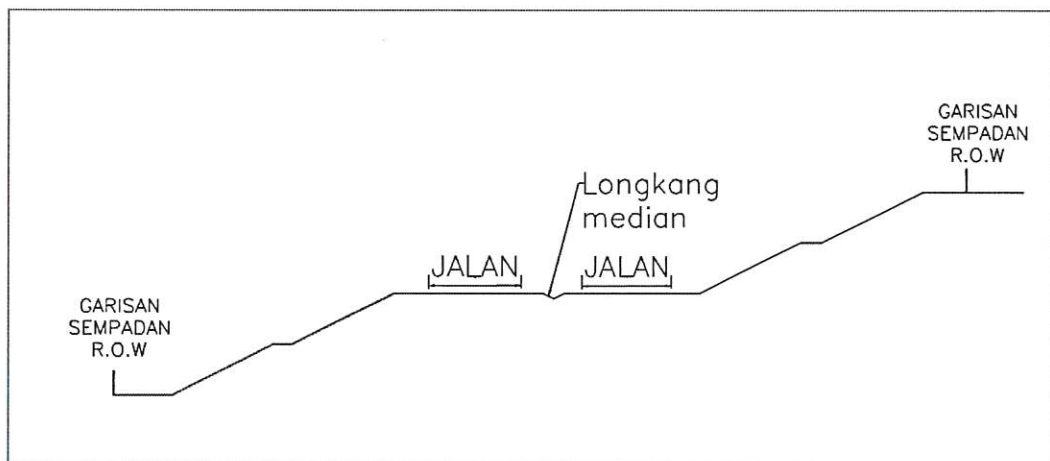 GARISAN
SEMPADAN
R.O.W
Longkang
median
JALAN
JALAN
GARISAN
SEMPADAN
R.O.W